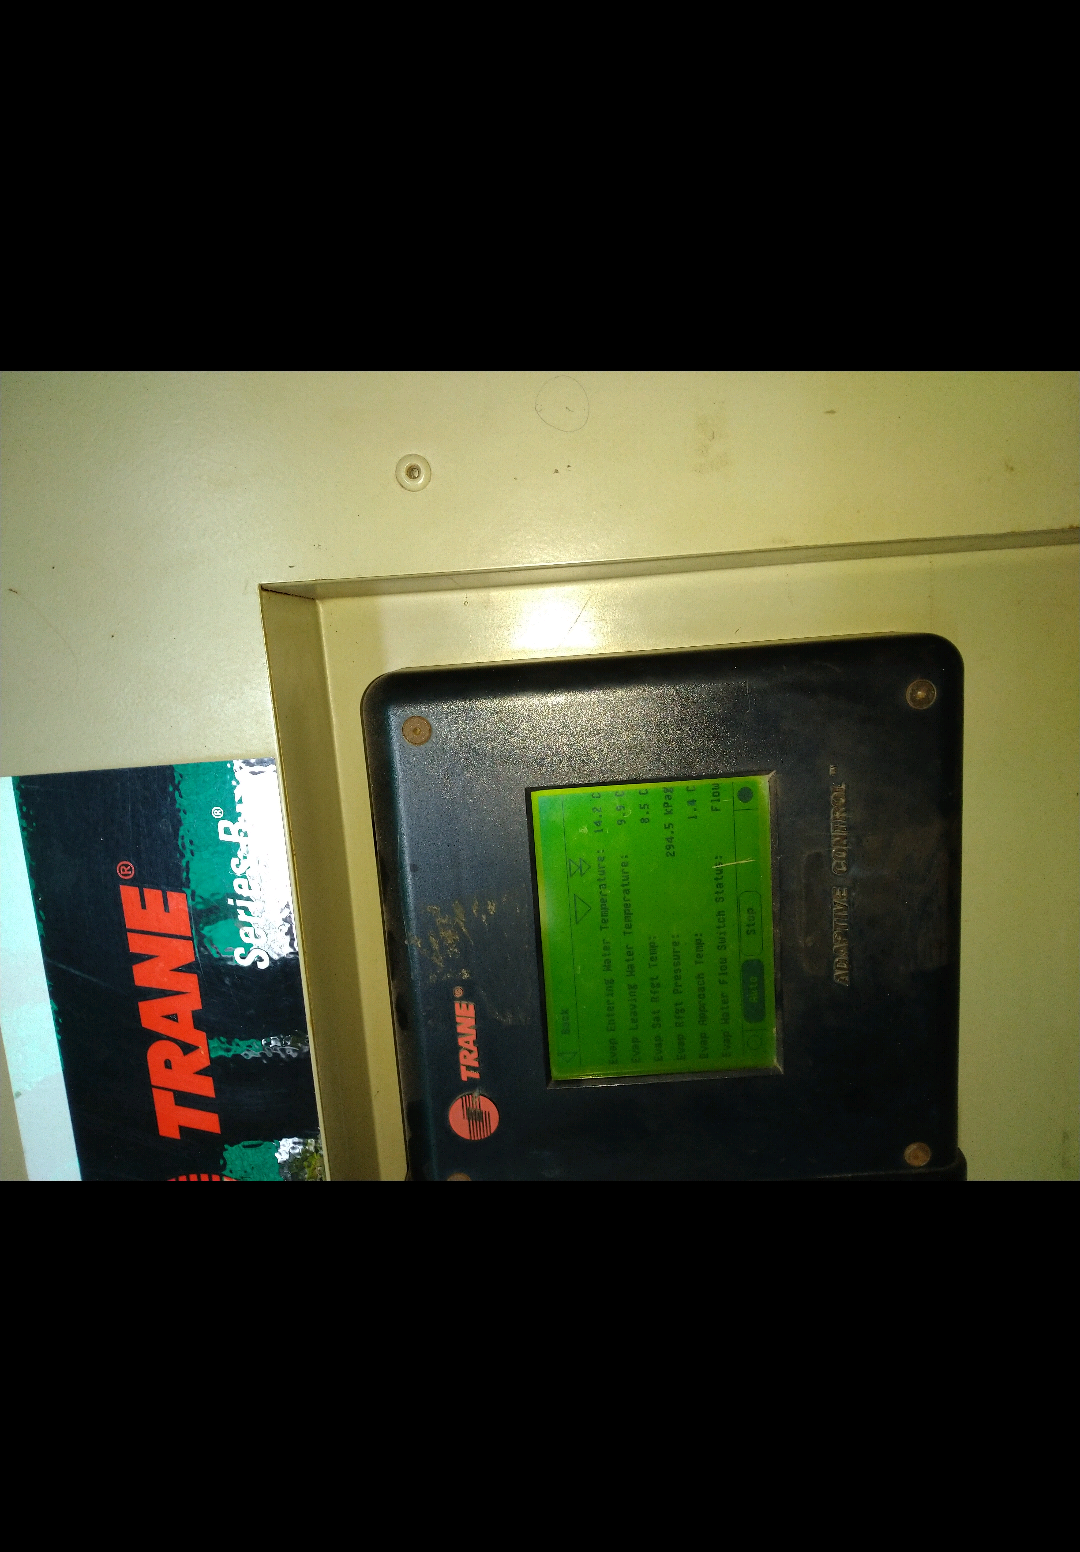 TRANE®
Series R®
TRANE®
Back
Evap Entering Water Temperature: 14.2 C
Evap Leaving Water Temperature: 9.9 C
Evap Sat Rfgt Temp: 8.5 C
Evap Rfgt Pressure: 294.5 kPag
Evap Approach Temp: 1.4 C
Evap Water Flow Switch Status: Flow
Auto Stop
ADAPTIVE CONTROL™